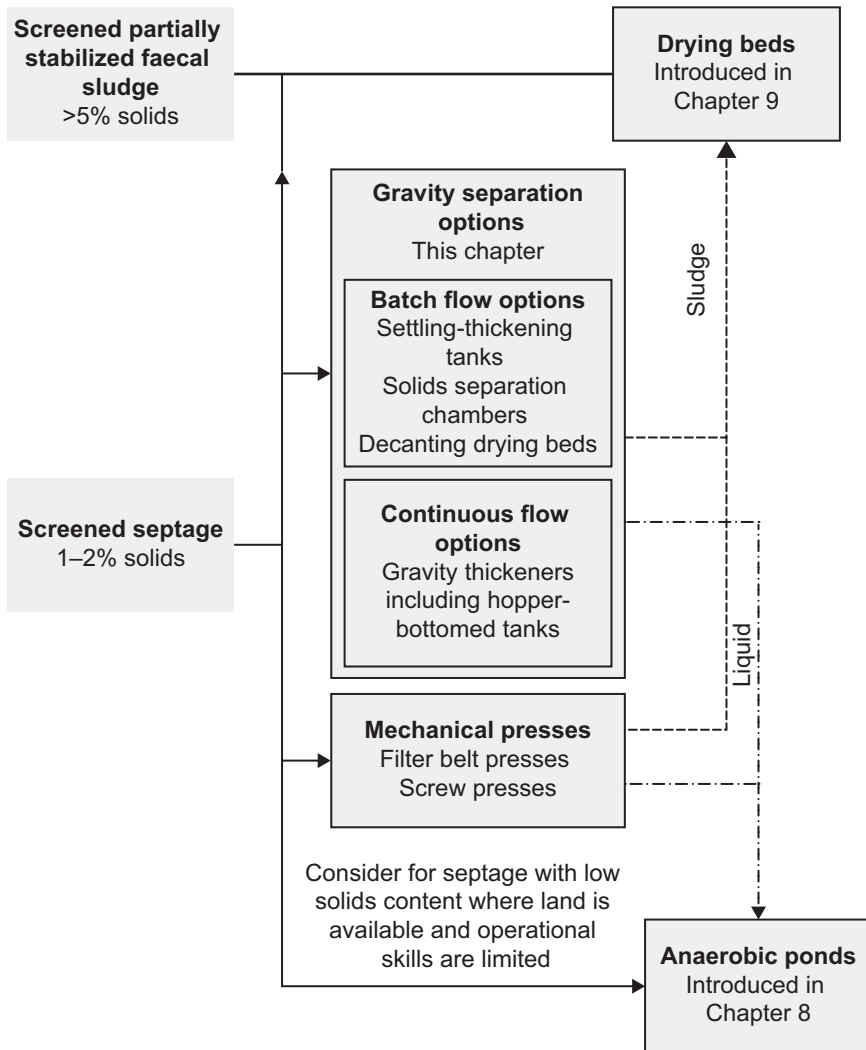 Screened partially
stabilized faecal
sludge
>5% solids
Drying beds
Introduced in
Chapter 9
Gravity separation
options
This chapter
Batch flow options
Settling-thickening
tanks
Solids separation
chambers
Decanting drying beds
Sludge
Screened septage
1–2% solids
Continuous flow
options
Gravity thickeners
including hopper-
bottomed tanks
Liquid
Mechanical presses
Filter belt presses
Screw presses
Consider for septage with low
solids content where land is
available and operational
skills are limited
Anaerobic ponds
Introduced in
Chapter 8